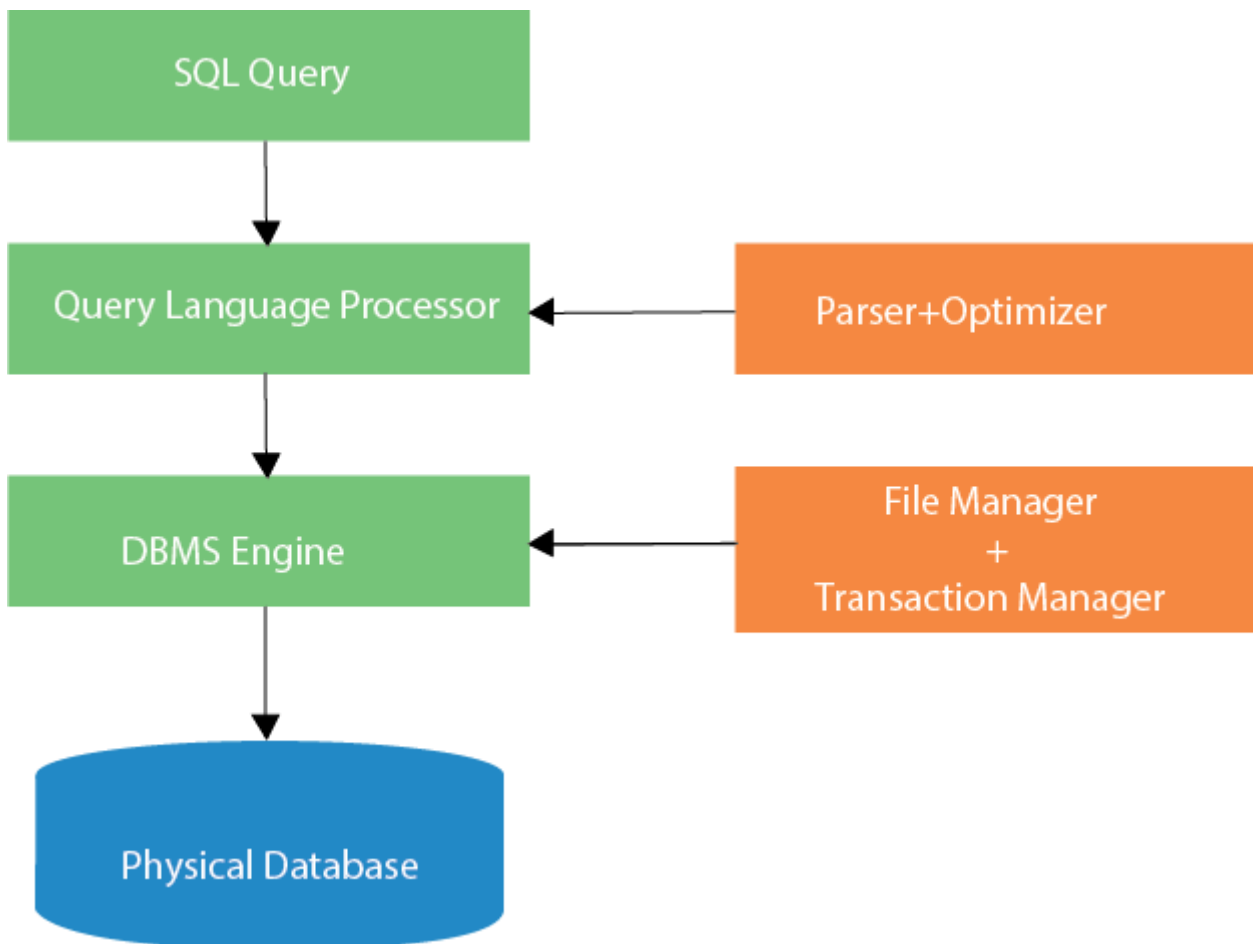 SQL Query
Query Language Processor
Parser+Optimizer
DBMS Engine
File Manager
+
Transaction Manager
Physical Database